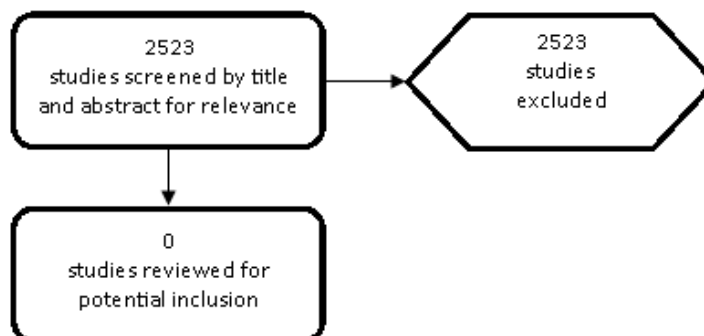 2523
studies screened by title
and abstract for relevance
2523
studies
excluded
0
studies reviewed for
potential inclusion